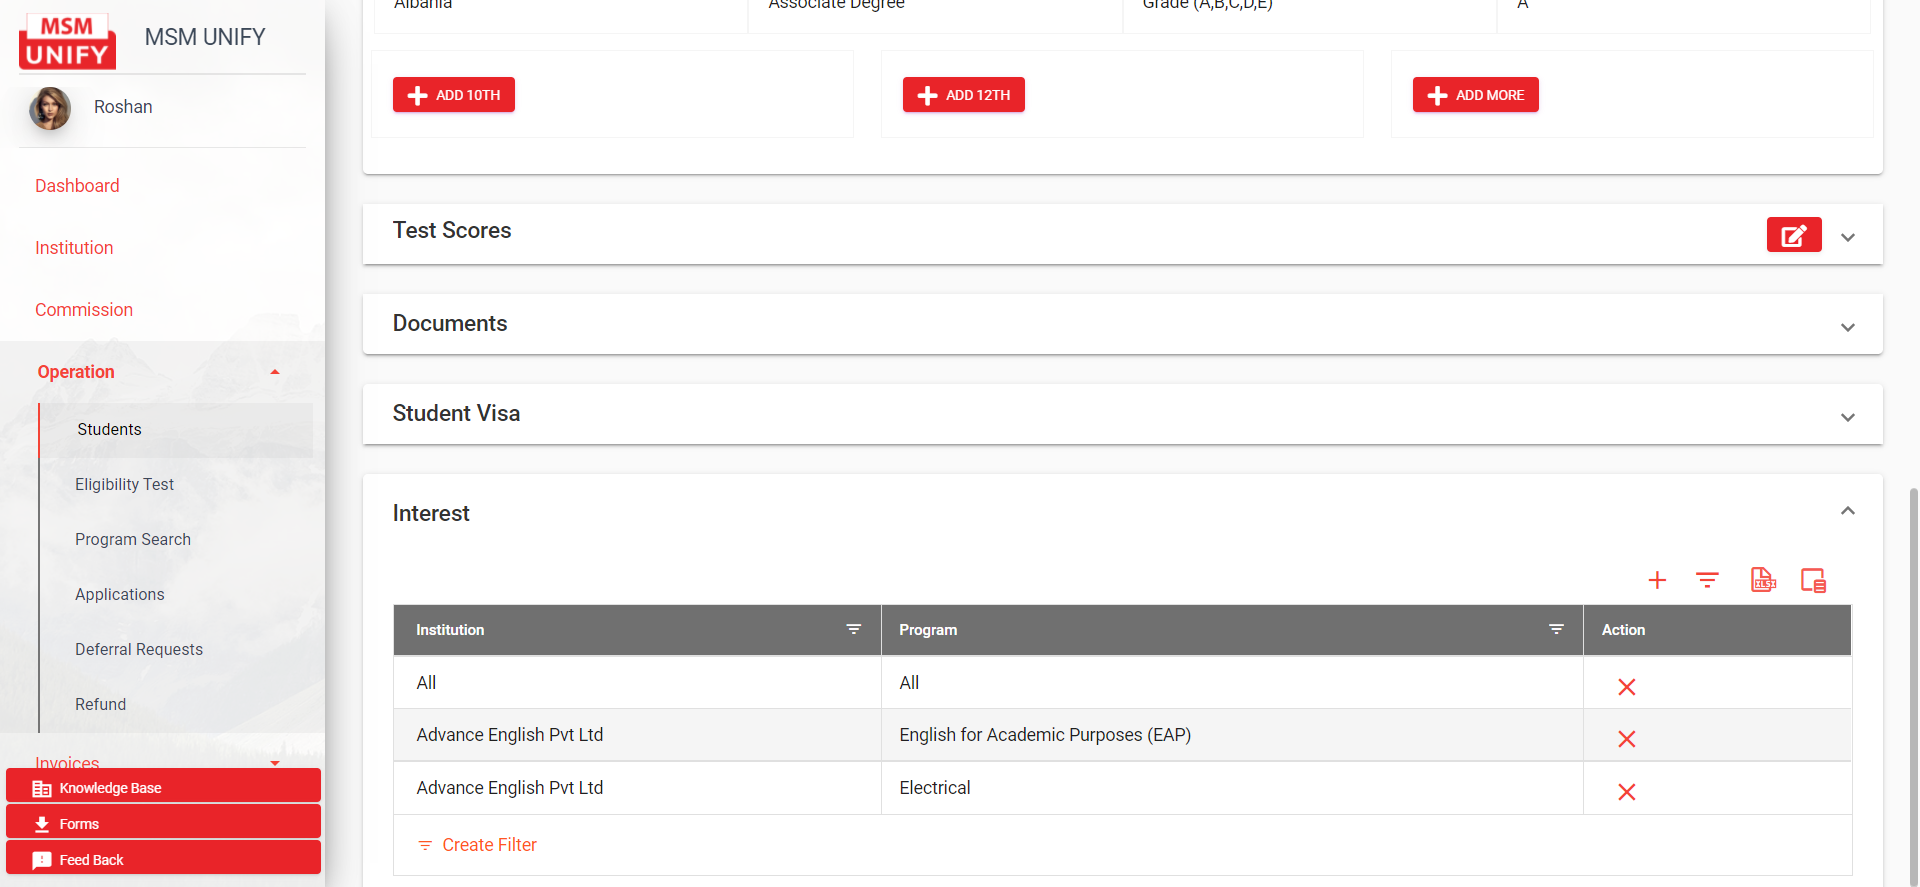 MSM
UNIFY
MSM UNIFY
Roshan
Dashboard
Institution
Commission
Operation
Students
Eligibility Test
Program Search
Applications
Deferral Requests
Refund
Invoices
Knowledge Base
Forms
Feed Back
Albania Associate Degree Grade (A,B,C,D,E) A
ADD 10TH ADD 12TH ADD MORE
Test Scores
Documents
Student Visa
Interest
XLSX
Institution Program Action
All All
Advance English Pvt Ltd English for Academic Purposes (EAP)
Advance English Pvt Ltd Electrical
Create Filter